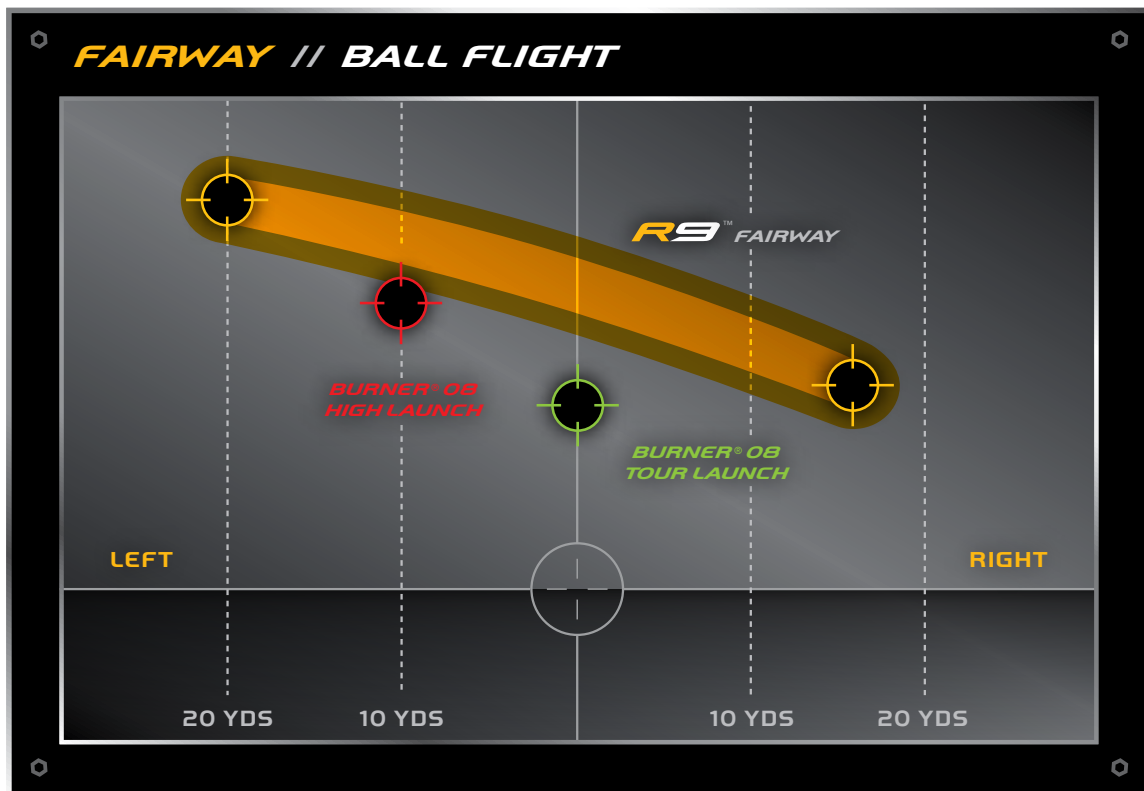 FAIRWAY // BALL FLIGHT
R9™ FAIRWAY
BURNER® 08
HIGH LAUNCH
BURNER® 08
TOUR LAUNCH
LEFT
RIGHT
20 YDS
10 YDS
10 YDS
20 YDS